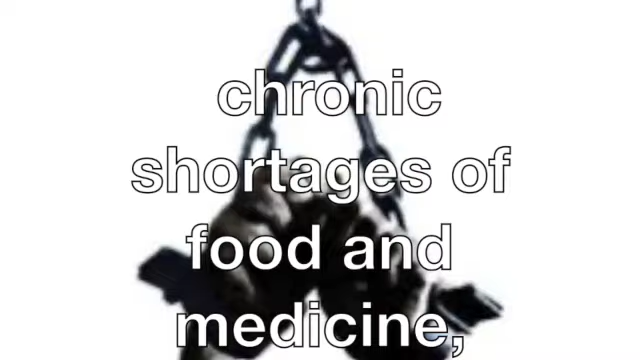 chronic
shortages of
food and
medicine,